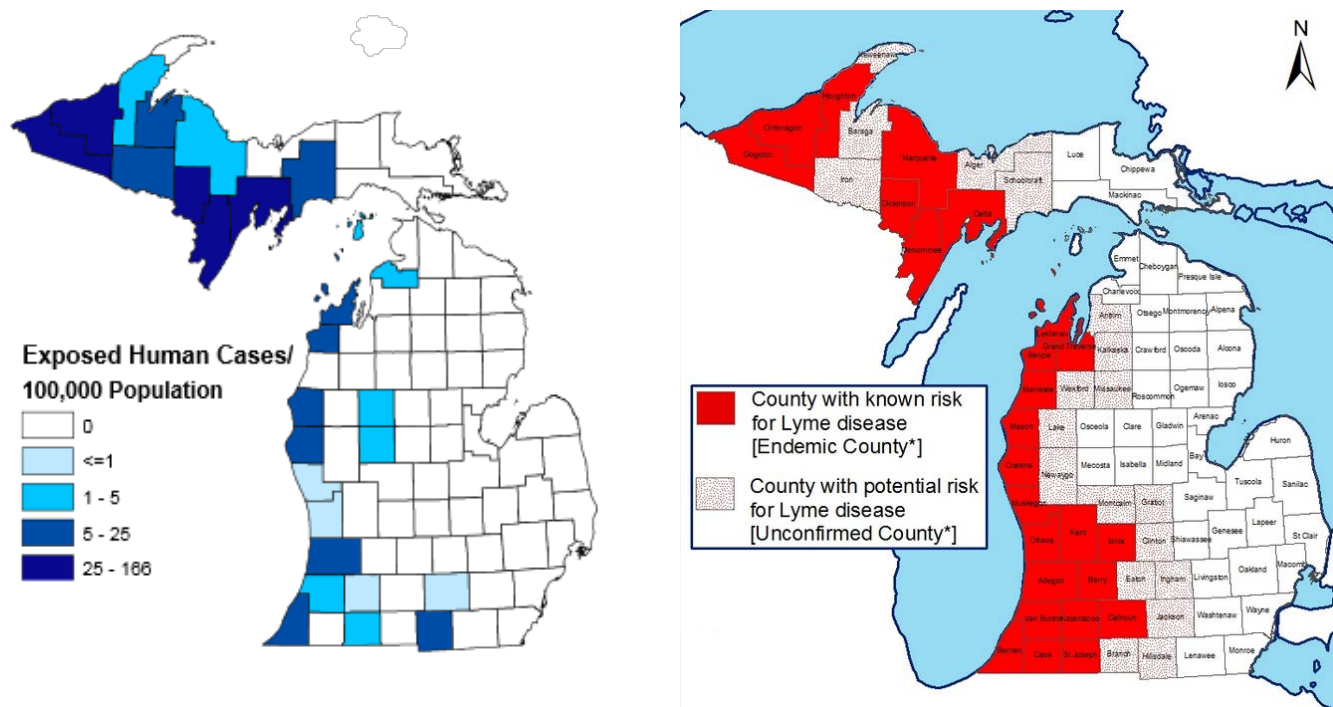 Exposed Human Cases/
100,000 Population
0
<=1
1 - 5
5 - 25
25 - 166
N
Keweenaw
Houghton
Ontonagon
Baraga
Gogebic
Marquette
Luce
Alger
Chippewa
Iron
Schoolcraft
Mackinac
Dickinson
Delta
Menominee
Emmet
Cheboygan
Presque Isle
Charlevoix
Antrim
Otsego
Montmorency
Alpena
Leelanau
Grand Traverse
Benzie
Kalkaska
Crawford
Oscoda
Alcona
Manistee
Wexford
Missaukee
Roscommon
Ogemaw
Iosco
Arenac
Mason
Lake
Osceola
Clare
Gladwin
Huron
Oceana
Newaygo
Mecosta
Isabella
Midland
Bay
Tuscola
Sanilac
Muskegon
Montcalm
Gratiot
Saginaw
Lapeer
Genesee
St Clair
Ottawa
Kent
Ionia
Clinton
Shiawassee
Macomb
Oakland
Allegan
Barry
Eaton
Ingham
Livingston
Van Buren
Kalamazoo
Calhoun
Jackson
Washtenaw
Wayne
Berrien
Cass
St Joseph
Branch
Hillsdale
Lenawee
Monroe
County with known risk
for Lyme disease
[Endemic County*]
County with potential risk
for Lyme disease
[Unconfirmed County*]